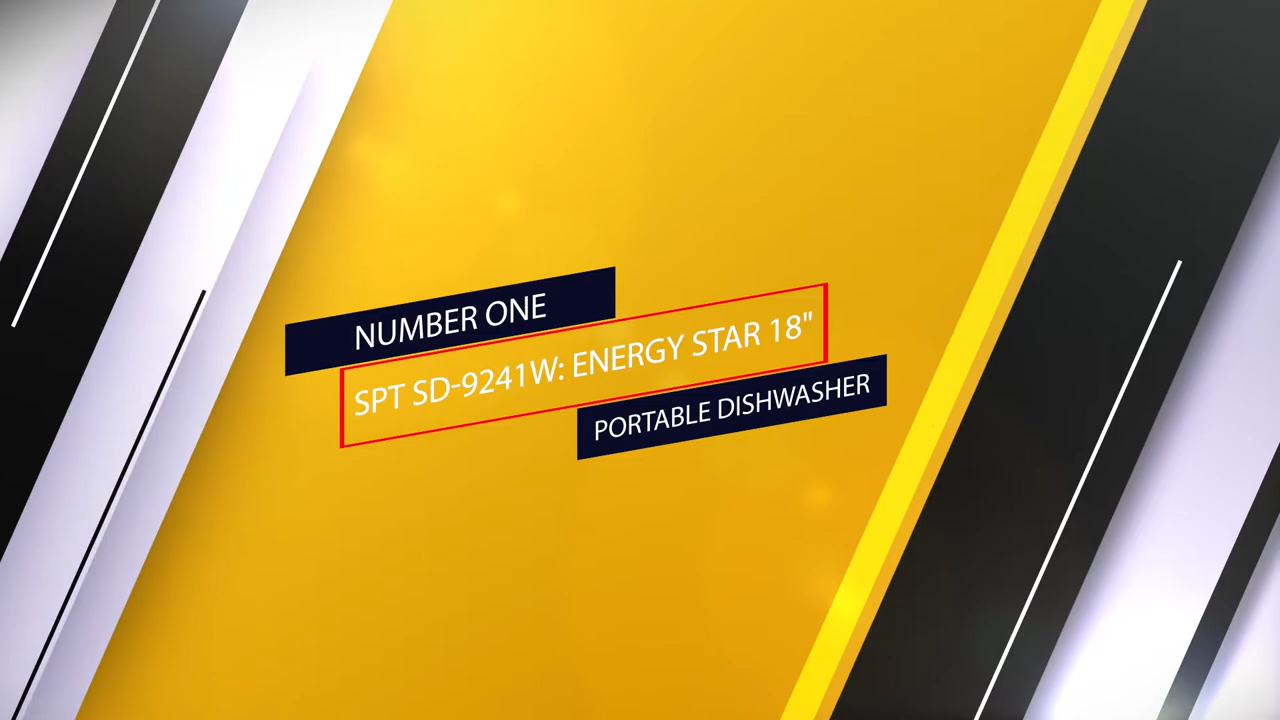 NUMBER ONE
SPT SD-9241W: ENERGY STAR 18"
PORTABLE DISHWASHER